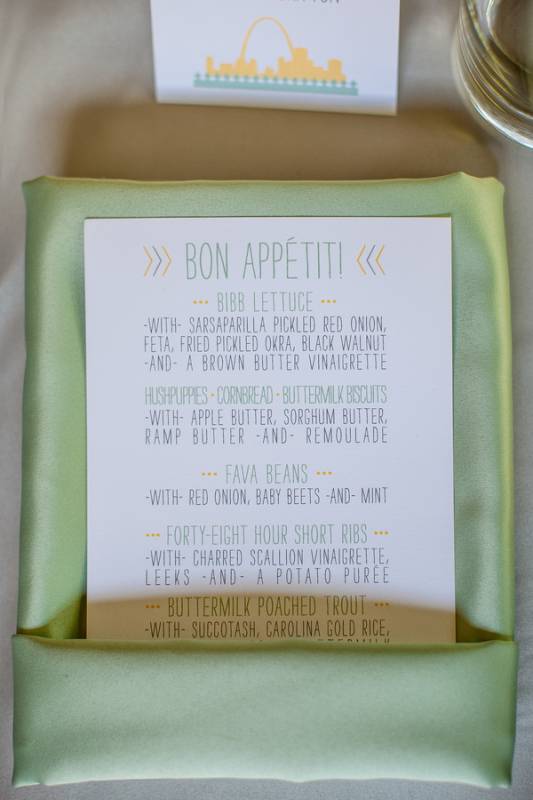 BON APPÉTIT!
BIBB LETTUCE
-WITH- SARSAPARILLA PICKLED RED ONION,
FETA, FRIED PICKLED OKRA, BLACK WALNUT
-AND- A BROWN BUTTER VINAIGRETTE
HUSHPUPPIES • CORNBREAD • BUTTERMILK BISCUITS
-WITH- APPLE BUTTER, SORGHUM BUTTER,
RAMP BUTTER -AND- REMOULADE
FAVA BEANS
-WITH- RED ONION, BABY BEETS -AND- MINT
FORTY-EIGHT HOUR SHORT RIBS
-WITH- CHARRED SCALLION VINAIGRETTE,
LEEKS -AND- A POTATO PURÉE
BUTTERMILK POACHED TROUT
-WITH- SUCCOTASH, CAROLINA GOLD RICE,